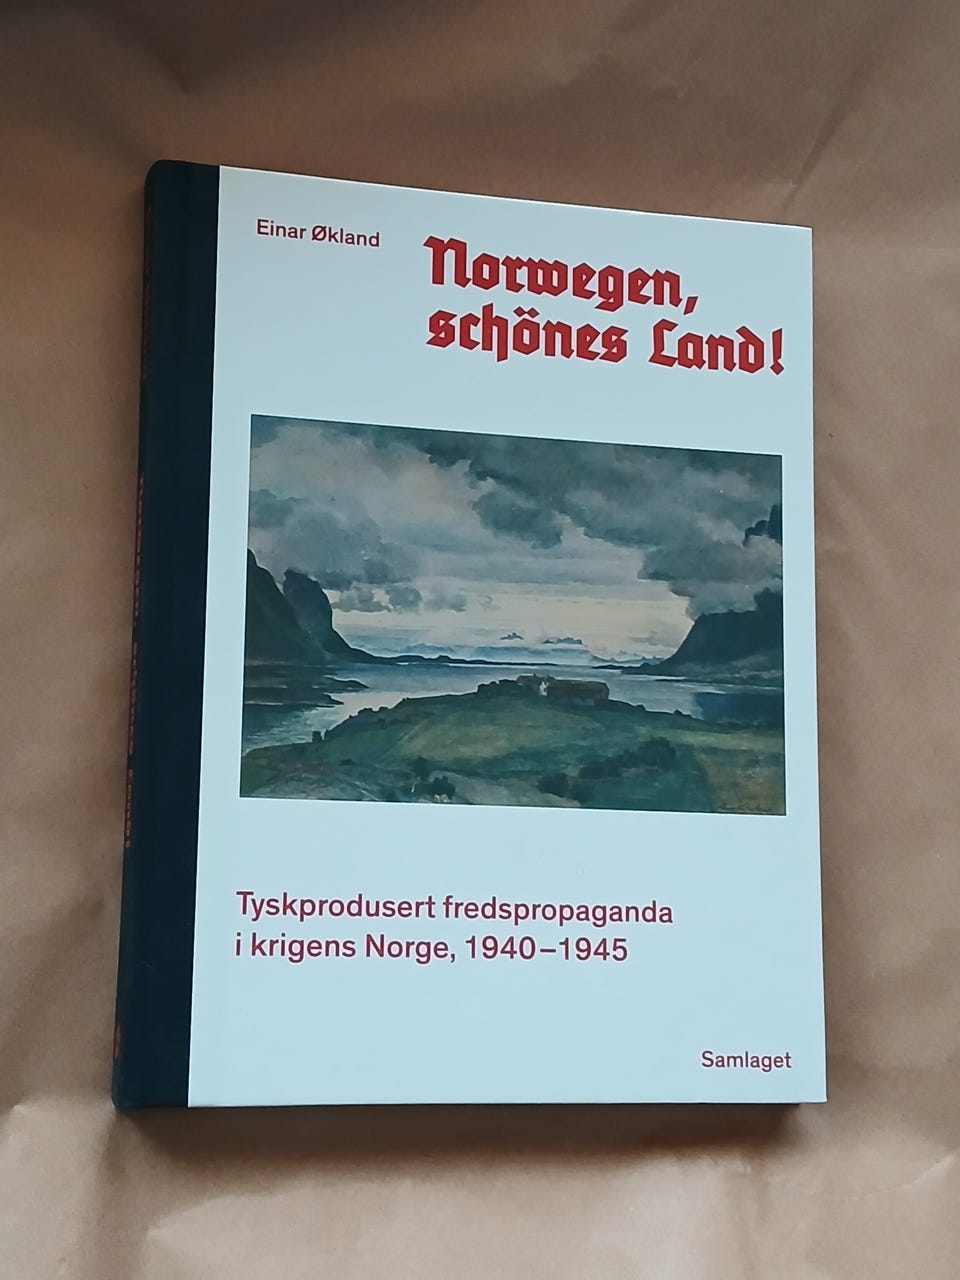 Einar Økland
Norwegen,
schönes Land!
Tyskprodusert fredspropaganda
i krigens Norge, 1940–1945
Samlaget